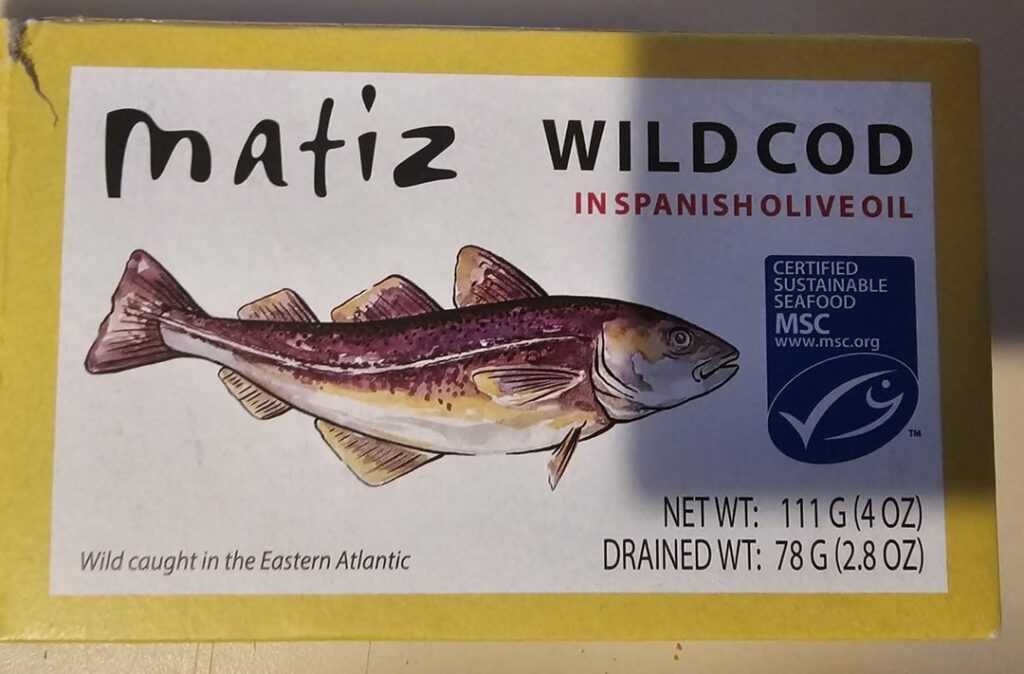 matiz
WILD COD
IN SPANISH OLIVE OIL
CERTIFIED
SUSTAINABLE
SEAFOOD
MSC
www.msc.org
TM
NET WT: 111 G (4 OZ)
DRAINED WT: 78 G (2.8 OZ)
Wild caught in the Eastern Atlantic